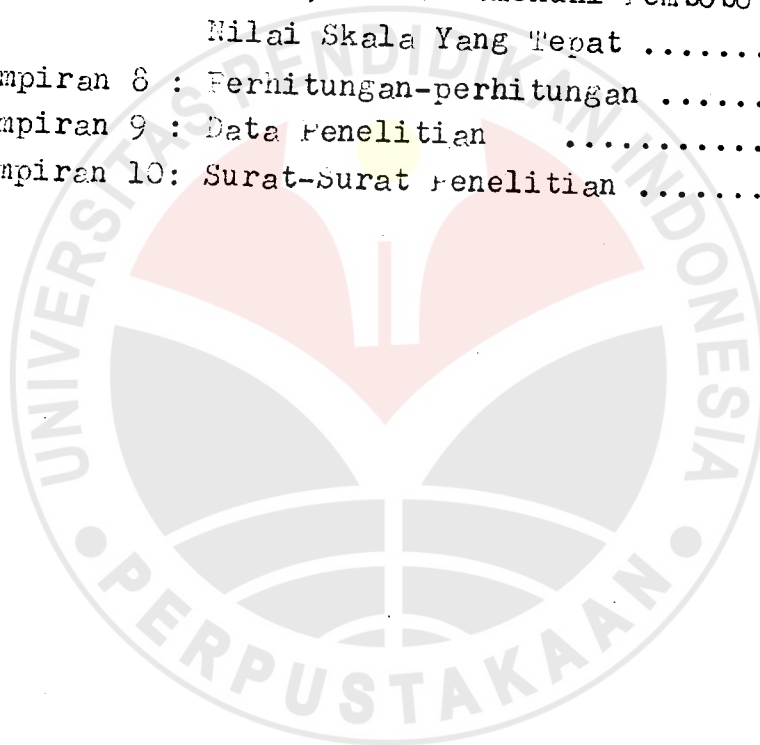 Nilai Skala Yang Tepat .......
mpiran 8 : Perhitungan-perhitungan ......
mpiran 9 : Data Penelitian ...........
mpiran 10: Surat-Surat Penelitian .......
UNIVERSITAS PENDIDIKAN INDONESIA
PERPUSTAKAAN